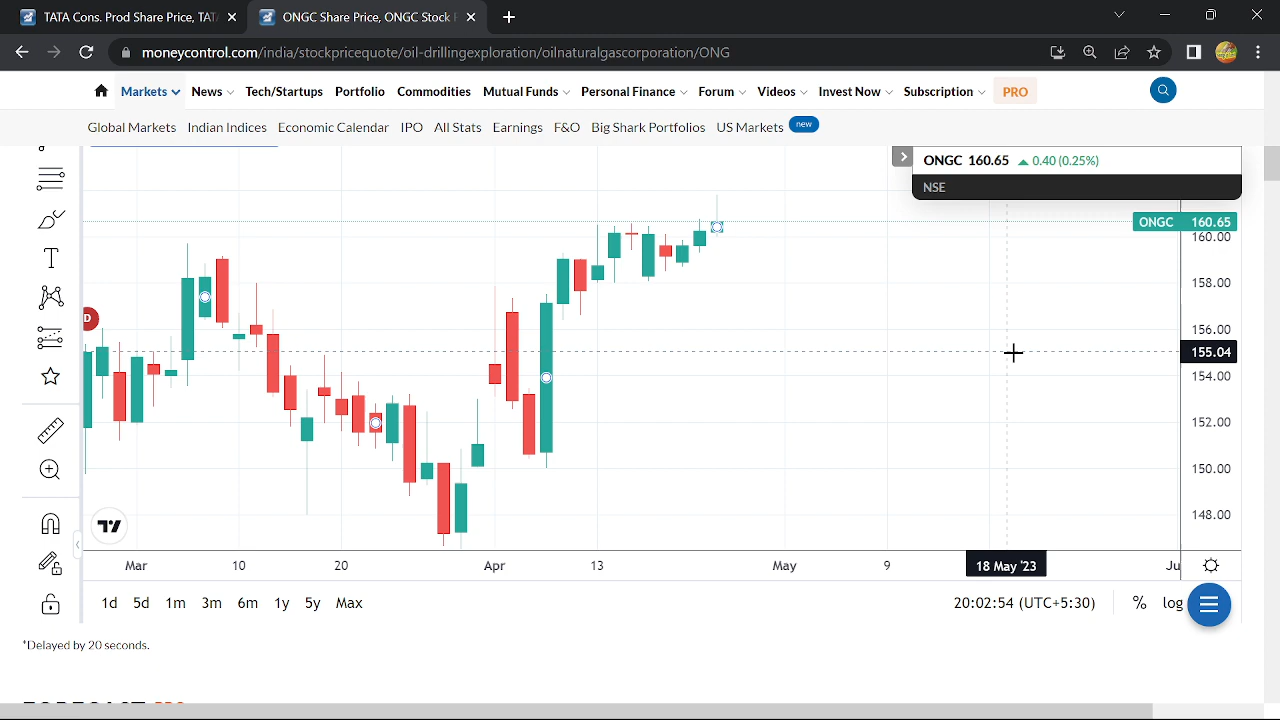 TATA Cons. Prod Share Price, TATA
ONGC Share Price, ONGC Stock P
moneycontrol.com/india/stockpricequote/oil-drillingexploration/oilnaturalgascorporation/ONG
Markets News Tech/Startups Portfolio Commodities Mutual Funds Personal Finance Forum Videos Invest Now Subscription PRO
Global Markets Indian Indices Economic Calendar IPO All Stats Earnings F&O Big Shark Portfolios US Markets new
ONGC 160.65 0.40 (0.25%)
NSE
ONGC 160.65
160.00
158.00
156.00
155.04
154.00
152.00
150.00
148.00
D
T
Mar 10 20 Apr 13 May 9 18 May '23 Ju
1d 5d 1m 3m 6m 1y 5y Max 20:02:54 (UTC+5:30) % log
*Delayed by 20 seconds.